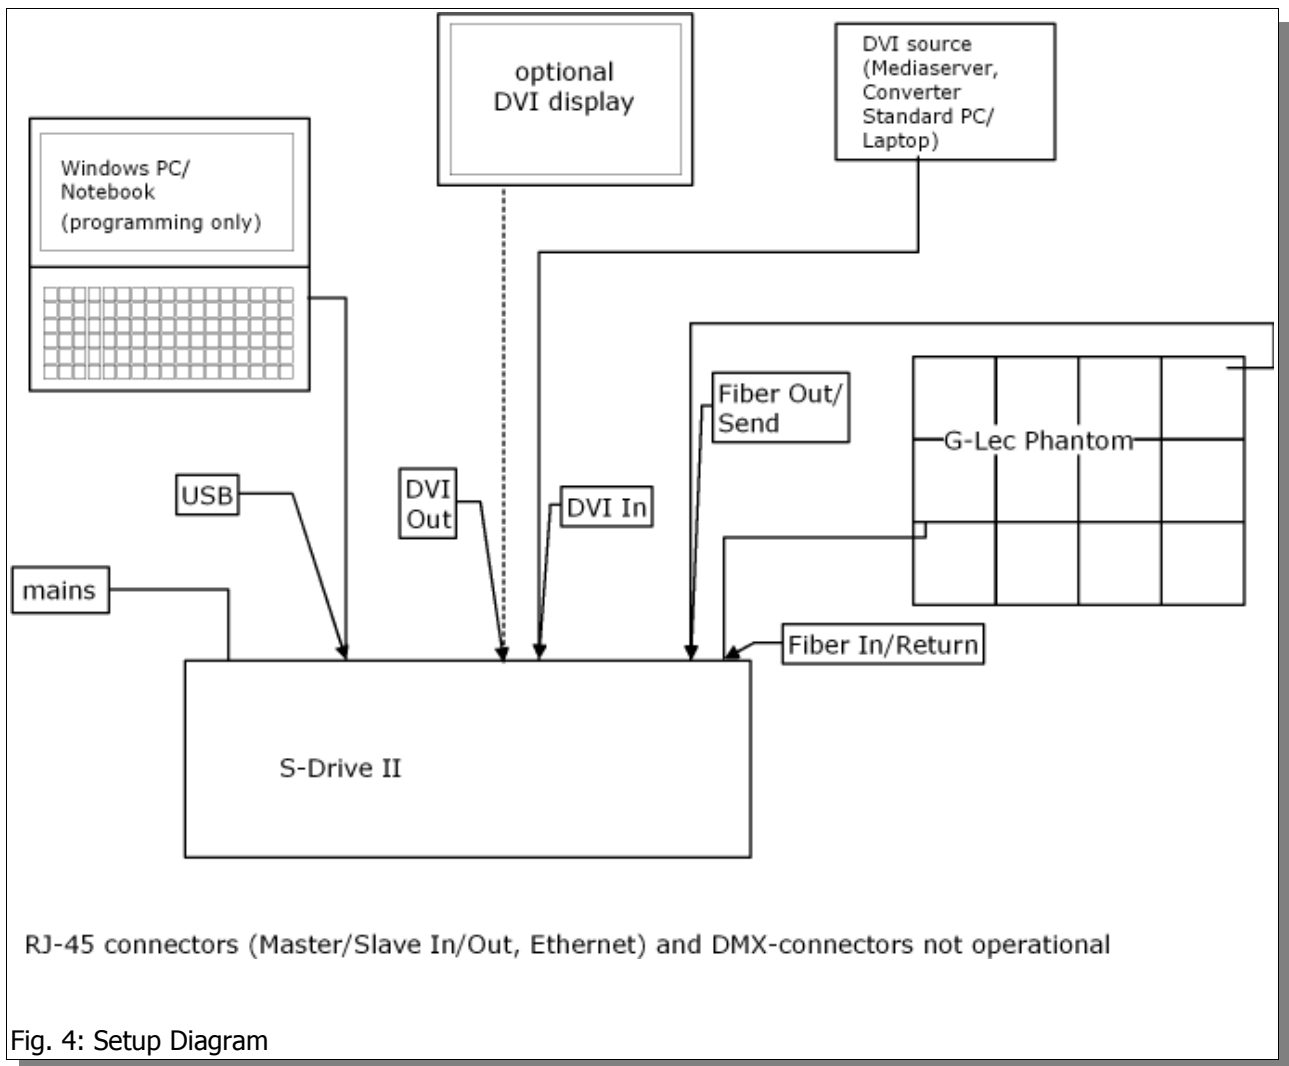 optional
DVI display
DVI source
(Mediaserver,
Converter
Standard PC/
Laptop)
Windows PC/
Notebook
(programming only)
Fiber Out/
Send
G-Lec Phantom
USB
DVI
Out
DVI In
mains
Fiber In/Return
S-Drive II
RJ-45 connectors (Master/Slave In/Out, Ethernet) and DMX-connectors not operational
Fig. 4: Setup Diagram